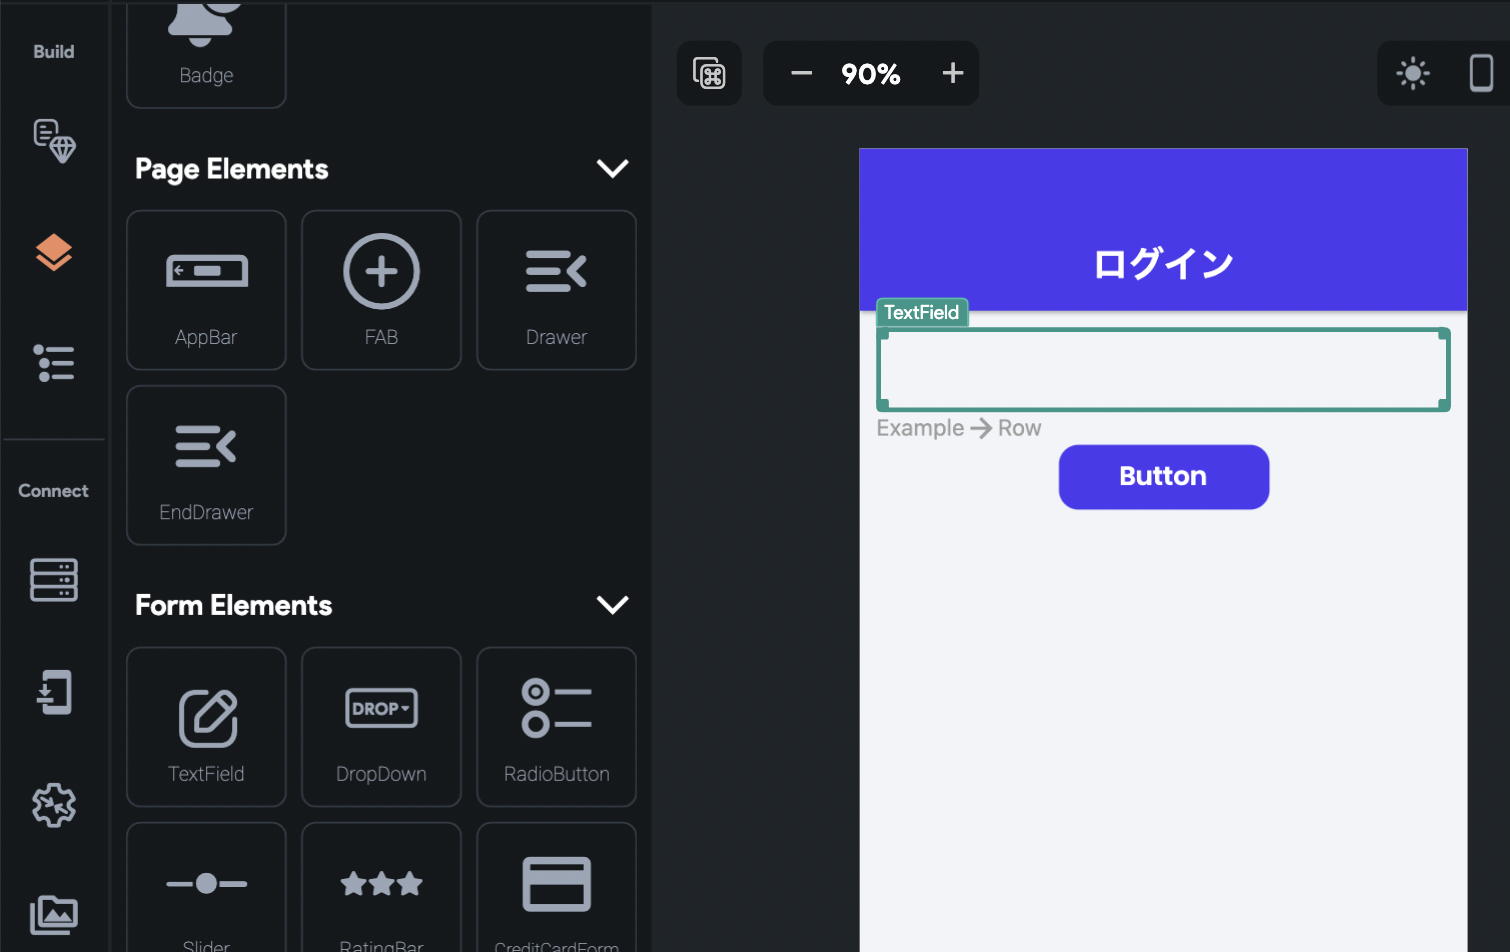 Build
Connect
Badge
Page Elements
AppBar
FAB
Drawer
EndDrawer
Form Elements
TextField
DROP
DropDown
RadioButton
Slider
RatingBar
CreditCardForm
90%
ログイン
TextField
Example → Row
Button